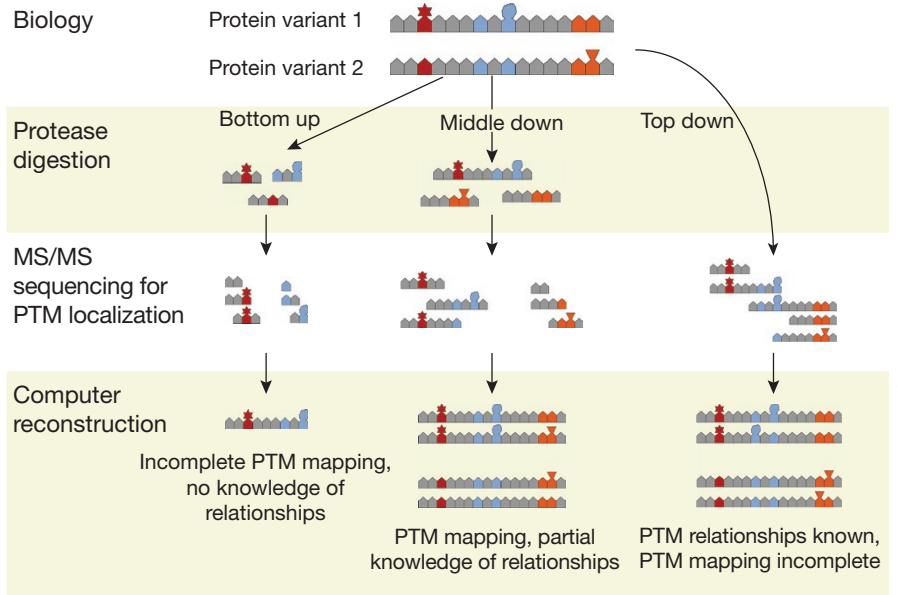 Biology
Protein variant 1
Protein variant 2
Bottom up
Middle down
Top down
Protease
digestion
MS/MS
sequencing for
PTM localization
Computer
reconstruction
Incomplete PTM mapping,
no knowledge of
relationships
PTM mapping, partial
knowledge of relationships
PTM relationships known,
PTM mapping incomplete